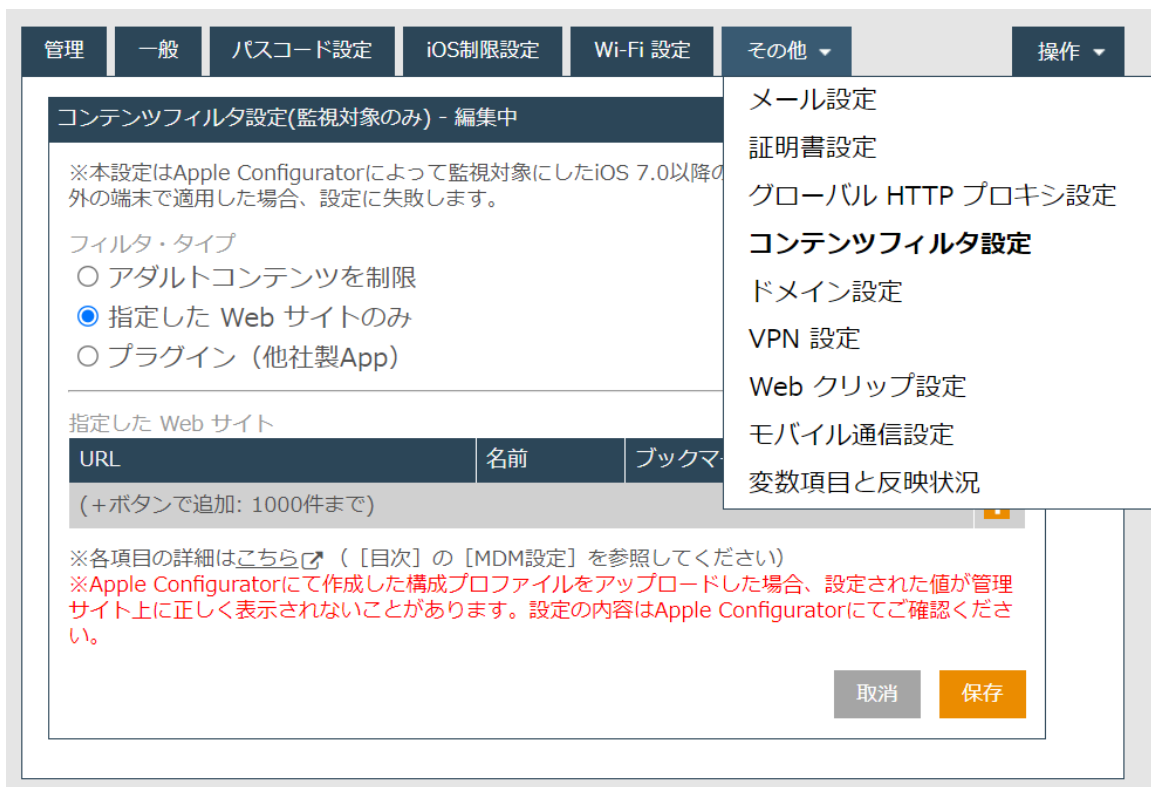 管理
一般
パスコード設定
iOS制限設定
Wi-Fi 設定
その他
操作
メール設定
証明書設定
グローバル HTTP プロキシ設定
コンテンツフィルタ設定
ドメイン設定
VPN 設定
Web クリップ設定
モバイル通信設定
変数項目と反映状況
コンテンツフィルタ設定(監視対象のみ) - 編集中
※本設定はApple Configuratorによって監視対象にしたiOS 7.0以降の
外の端末で適用した場合、設定に失敗します。
フィルタ・タイプ
アダルトコンテンツを制限
指定した Web サイトのみ
プラグイン（他社製App）
指定した Web サイト
URL
名前
ブックマ
(+ボタンで追加: 1000件まで)
※各項目の詳細はこちら（［目次］の［MDM設定］を参照してください）
※Apple Configuratorにて作成した構成プロファイルをアップロードした場合、設定された値が管理
サイト上に正しく表示されないことがあります。設定の内容はApple Configuratorにてご確認くださ
い。
取消
保存